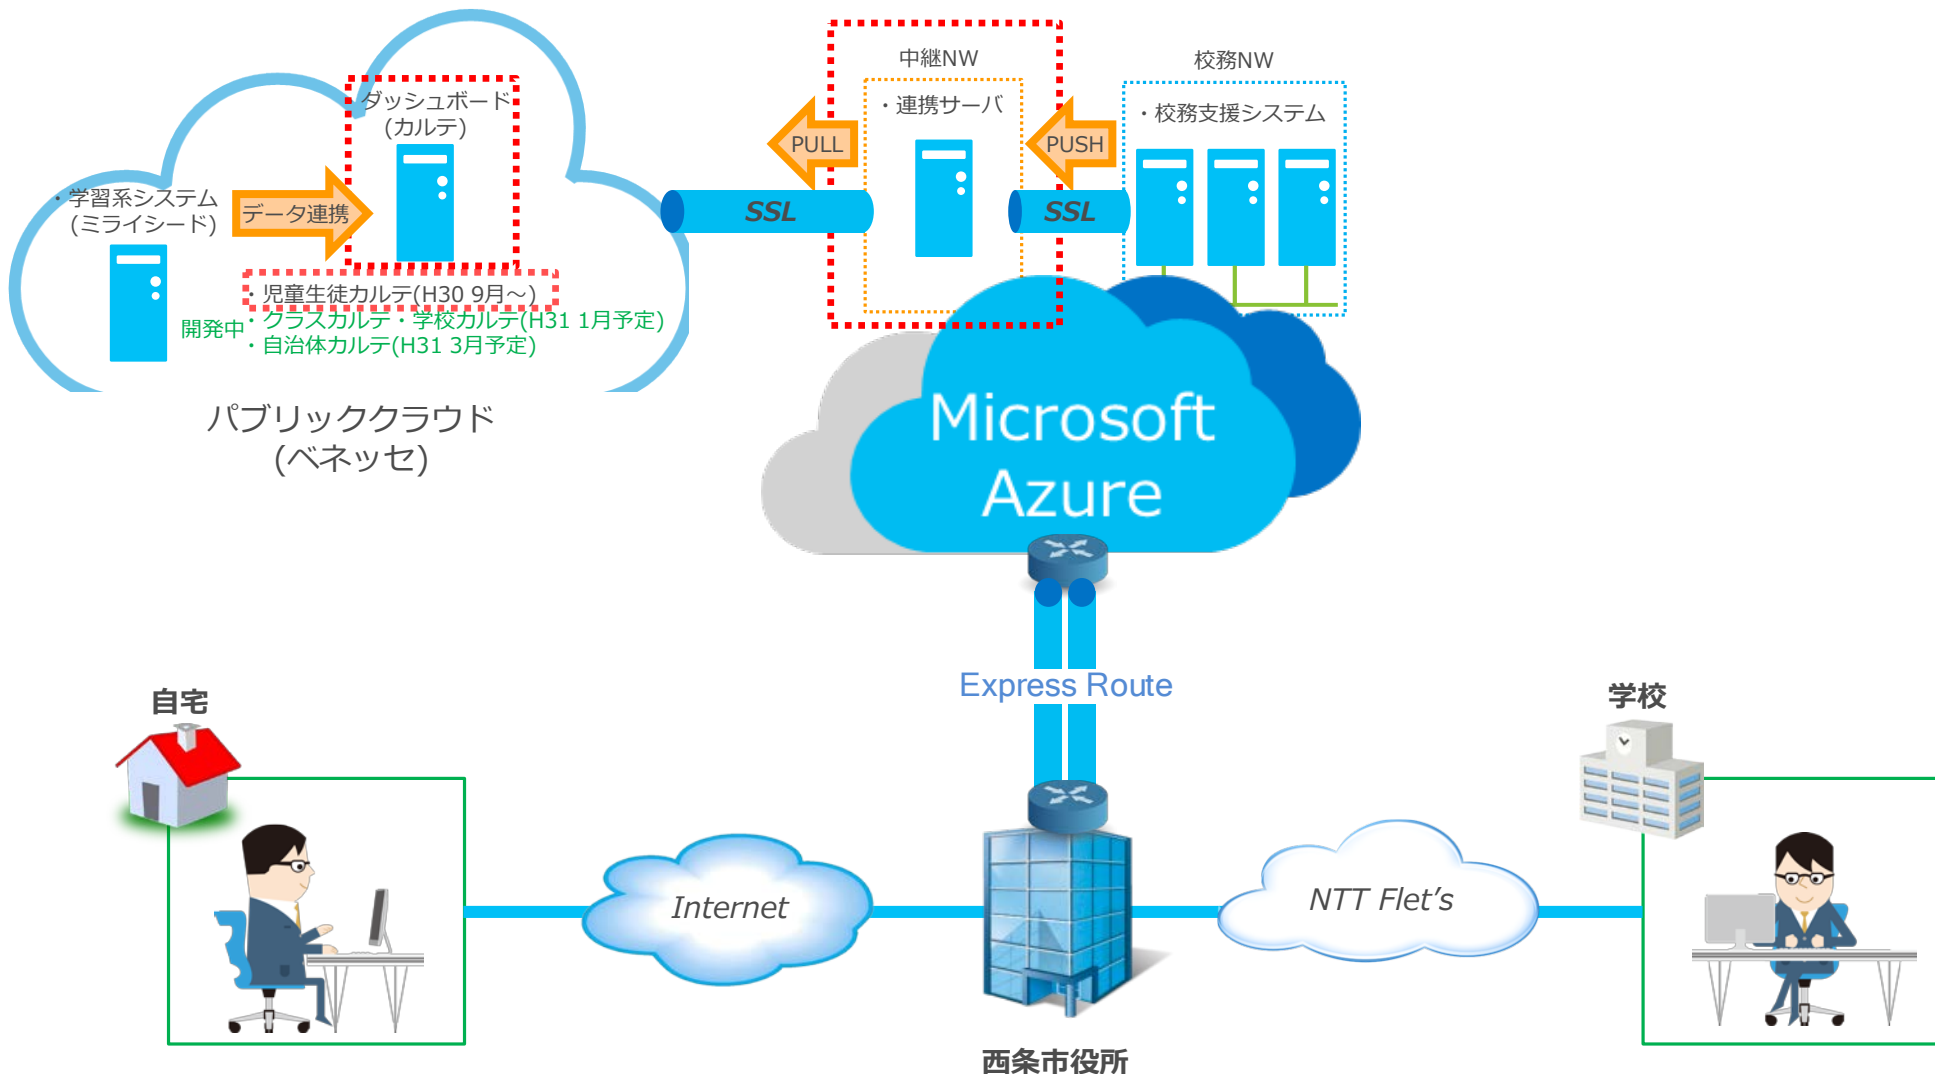 ダッシュボード
(カルテ)
・学習系システム
(ミライシード)
データ連携
・児童生徒カルテ(H30 9月～)
開発中
・クラスカルテ・学校カルテ(H31 1月予定)
・自治体カルテ(H31 3月予定)
パブリッククラウド
(ベネッセ)
中継NW
・連携サーバ
PULL
PUSH
SSL
SSL
校務NW
・校務支援システム
Microsoft
Azure
Express Route
自宅
学校
Internet
NTT Flet's
西条市役所